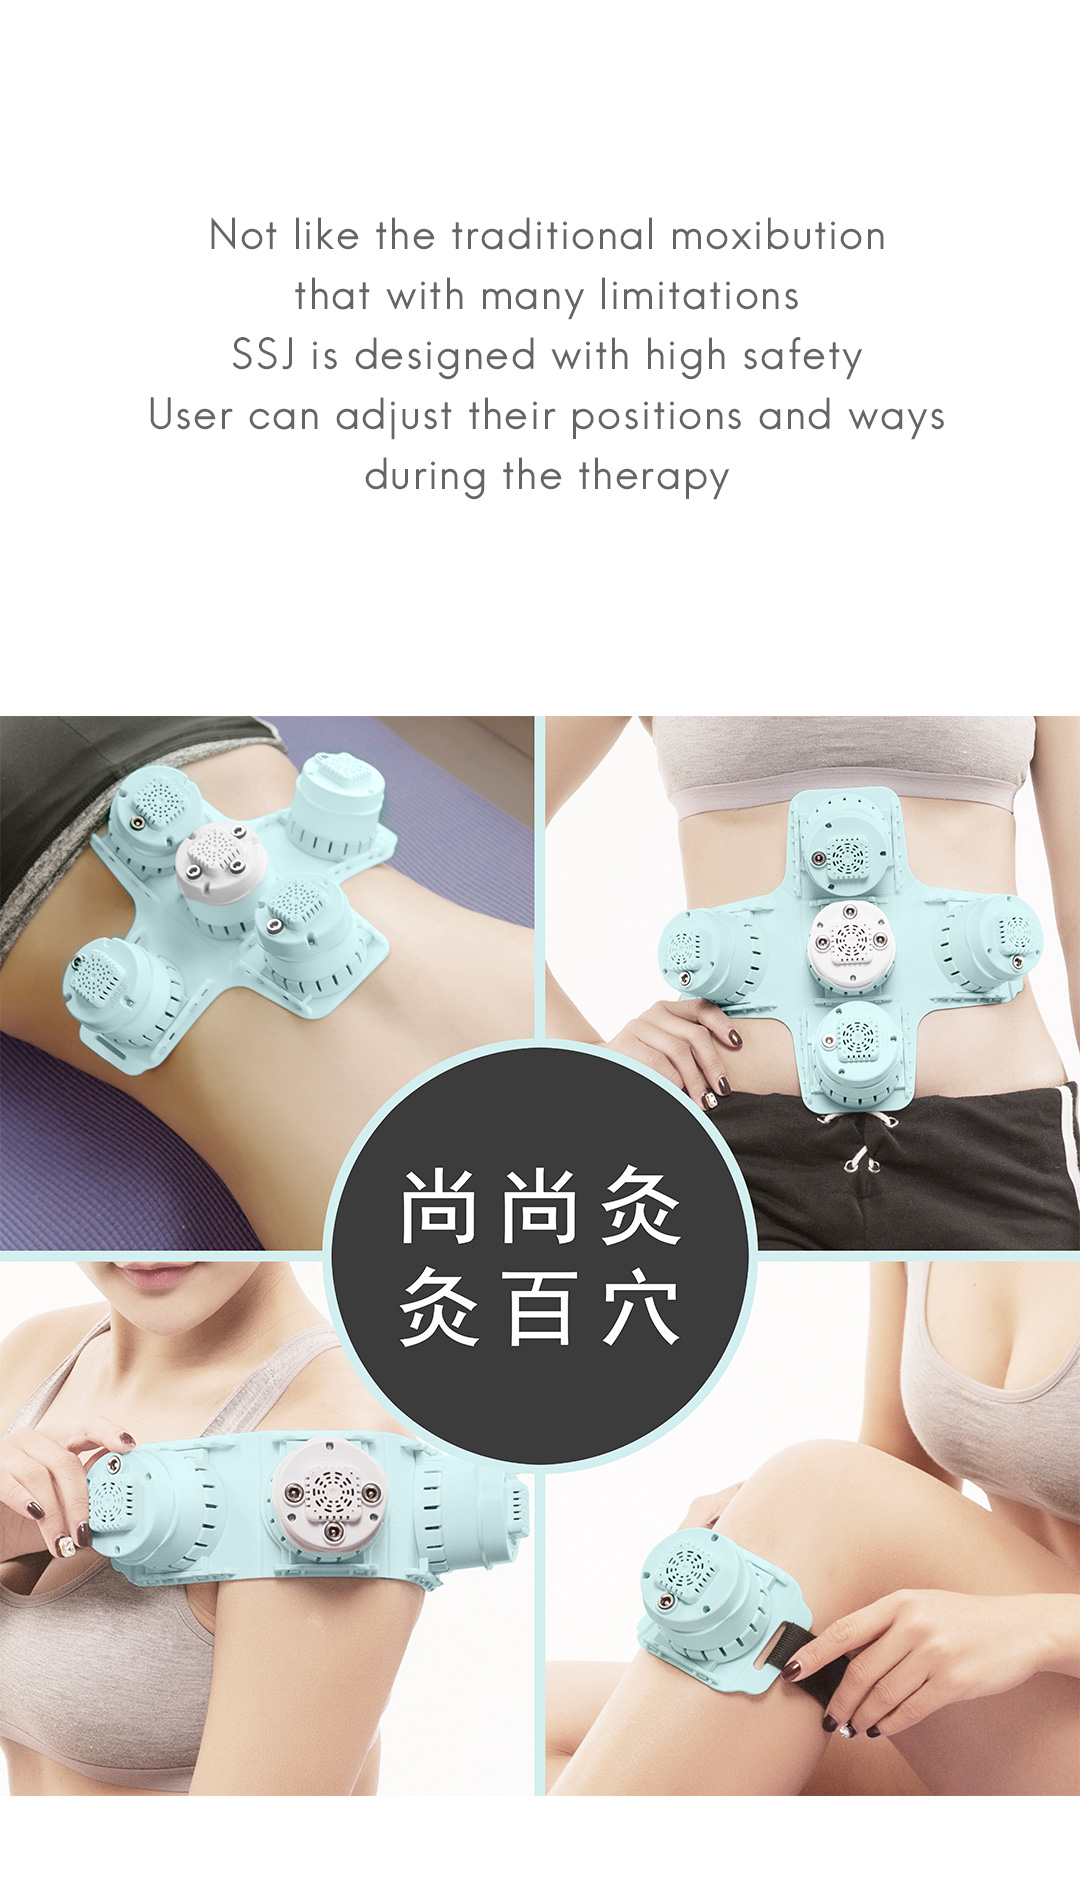 Not like the traditional moxibution
that with many limitations
SSJ is designed with high safety
User can adjust their positions and ways
during the therapy
尚尚灸
灸百穴